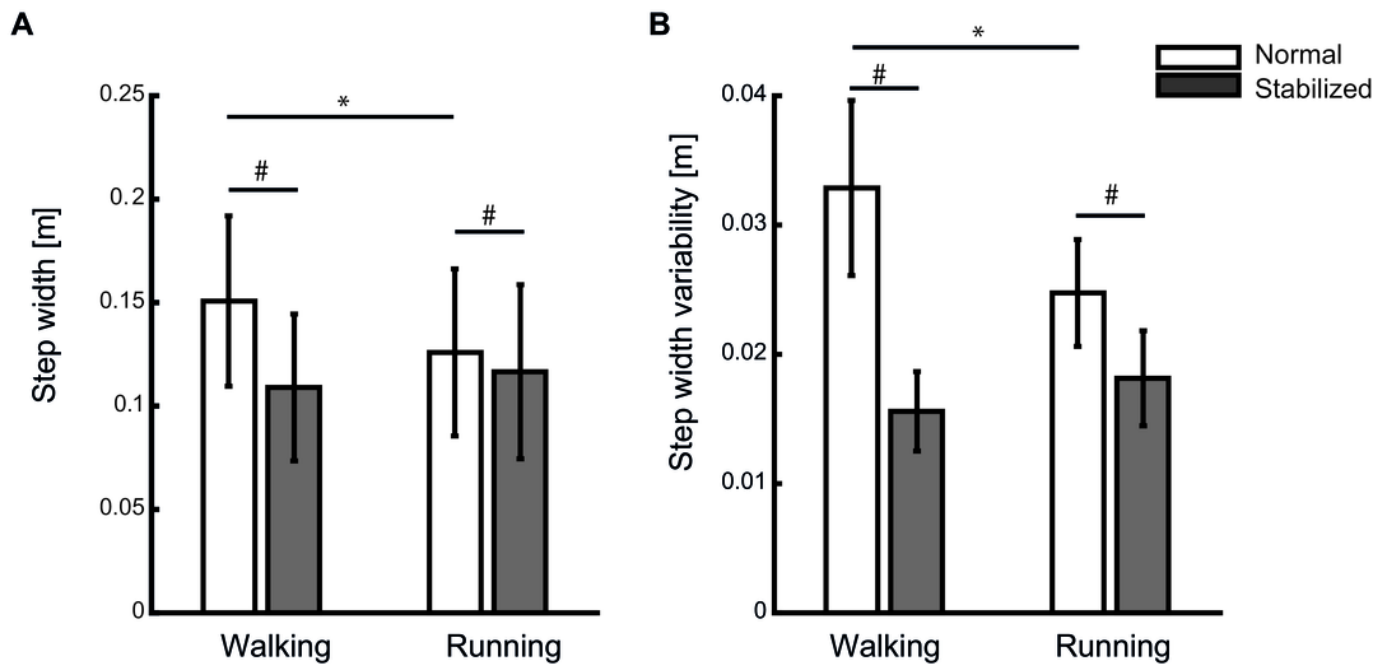 A
Step width [m]
0.25
0.2
0.15
0.1
0.05
0
*
#
#
Walking
Running
B
Step width variability [m]
0.04
0.03
0.02
0.01
0
*
#
#
Walking
Running
Normal
Stabilized